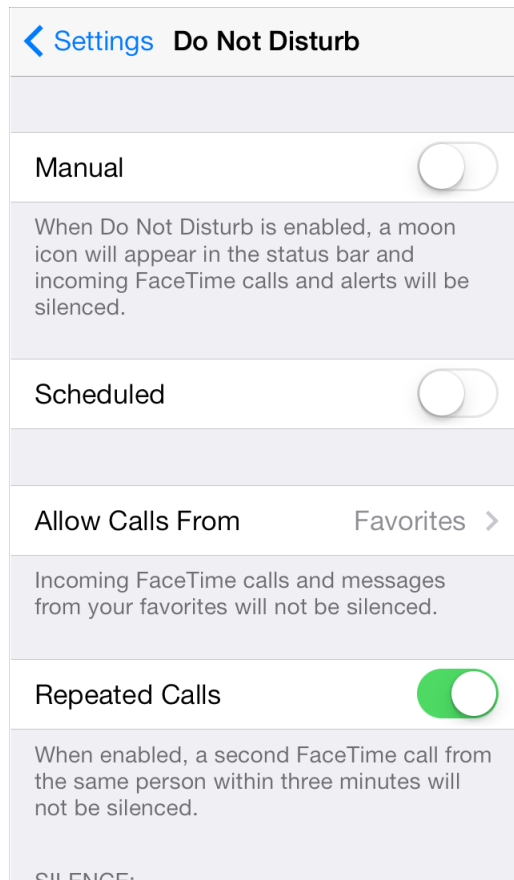 Settings Do Not Disturb
Manual
When Do Not Disturb is enabled, a moon
icon will appear in the status bar and
incoming FaceTime calls and alerts will be
silenced.
Scheduled
Allow Calls From Favorites
Incoming FaceTime calls and messages
from your favorites will not be silenced.
Repeated Calls
When enabled, a second FaceTime call from
the same person within three minutes will
not be silenced.
SILENCE: